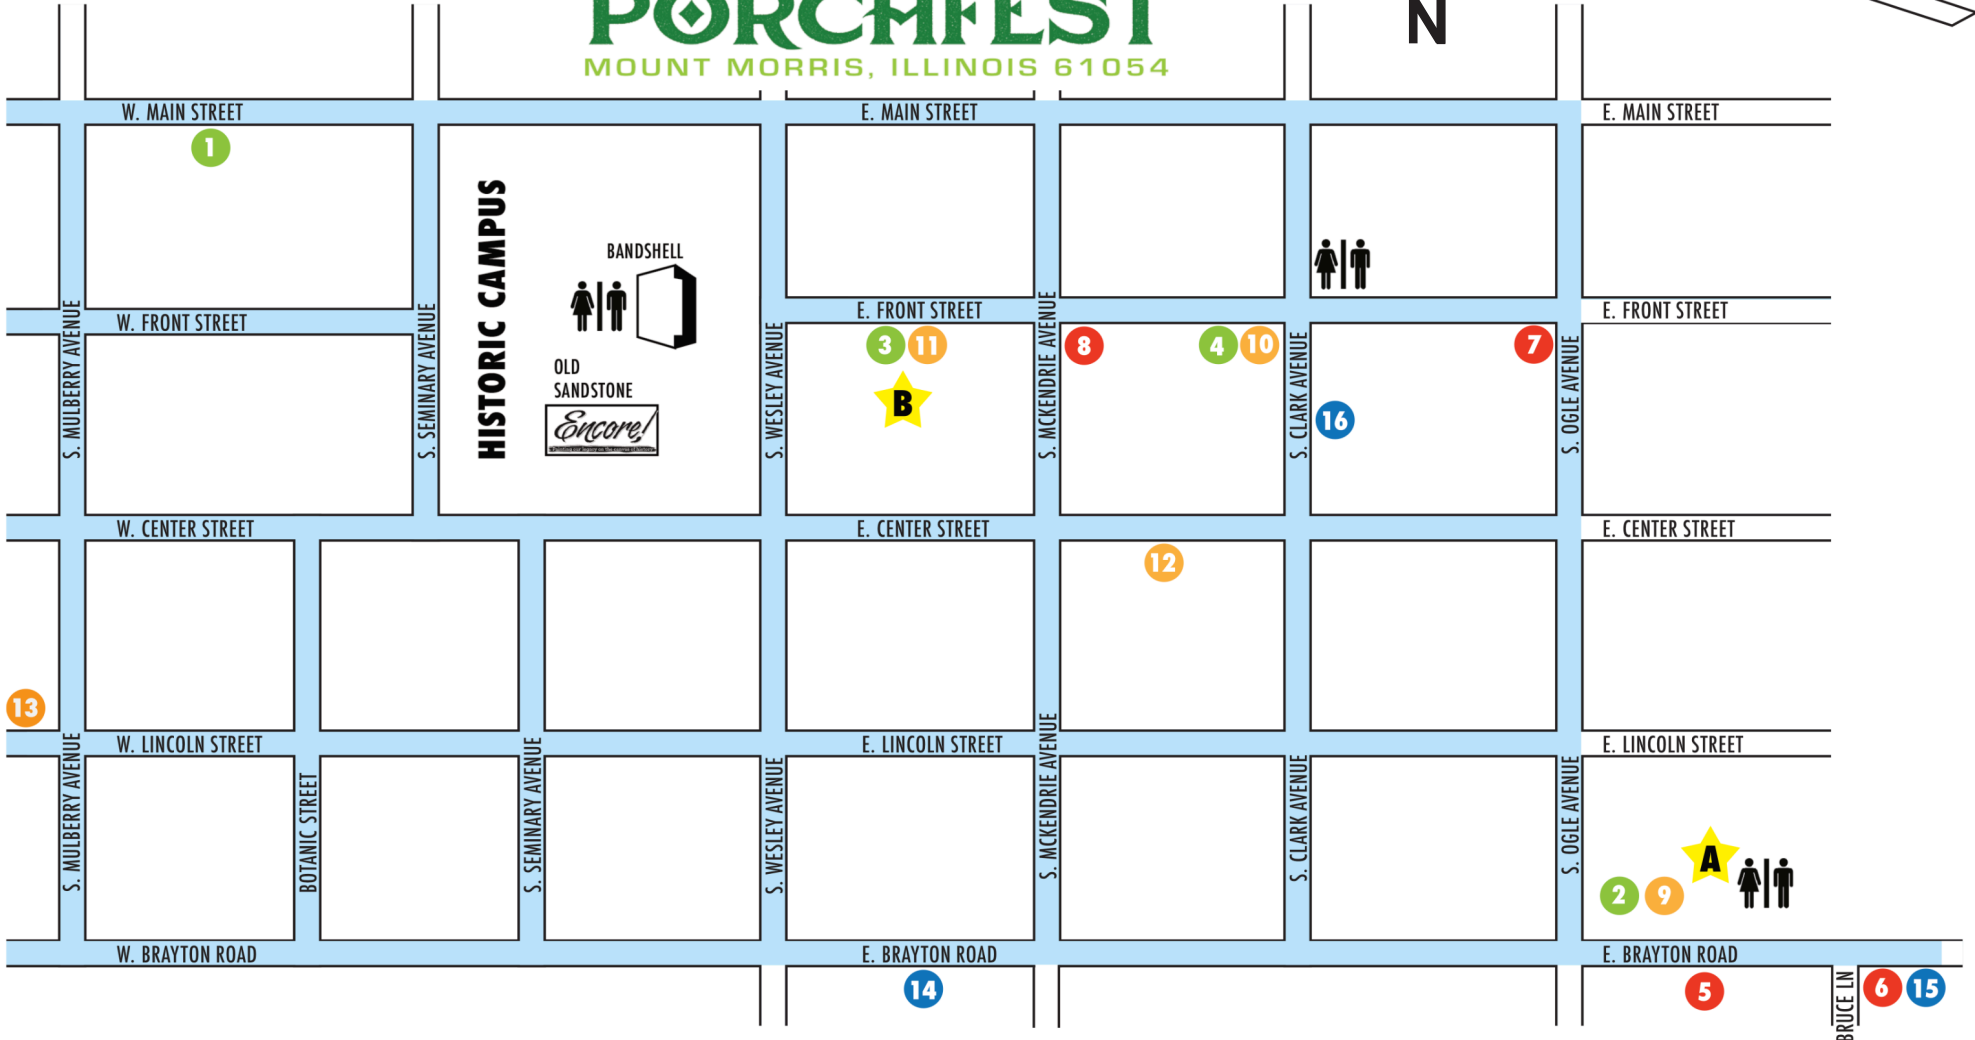 PORCHFEST
MOUNT MORRIS, ILLINOIS 61054
N
W. MAIN STREET
E. MAIN STREET
E. MAIN STREET
1
HISTORIC CAMPUS
BANDSHELL
OLD
SANDSTONE
Encore!
W. FRONT STREET
E. FRONT STREET
E. FRONT STREET
3
11
8
4
10
7
B
16
S. MULBERRY AVENUE
S. SEMINARY AVENUE
S. WESLEY AVENUE
S. MCKENDRIE AVENUE
S. CLARK AVENUE
S. OGLE AVENUE
W. CENTER STREET
E. CENTER STREET
E. CENTER STREET
12
13
W. LINCOLN STREET
E. LINCOLN STREET
E. LINCOLN STREET
S. MULBERRY AVENUE
BOTANIC STREET
S. SEMINARY AVENUE
S. WESLEY AVENUE
S. MCKENDRIE AVENUE
S. CLARK AVENUE
S. OGLE AVENUE
A
2
9
W. BRAYTON ROAD
E. BRAYTON ROAD
E. BRAYTON ROAD
14
5
BRUCE LN
6
15